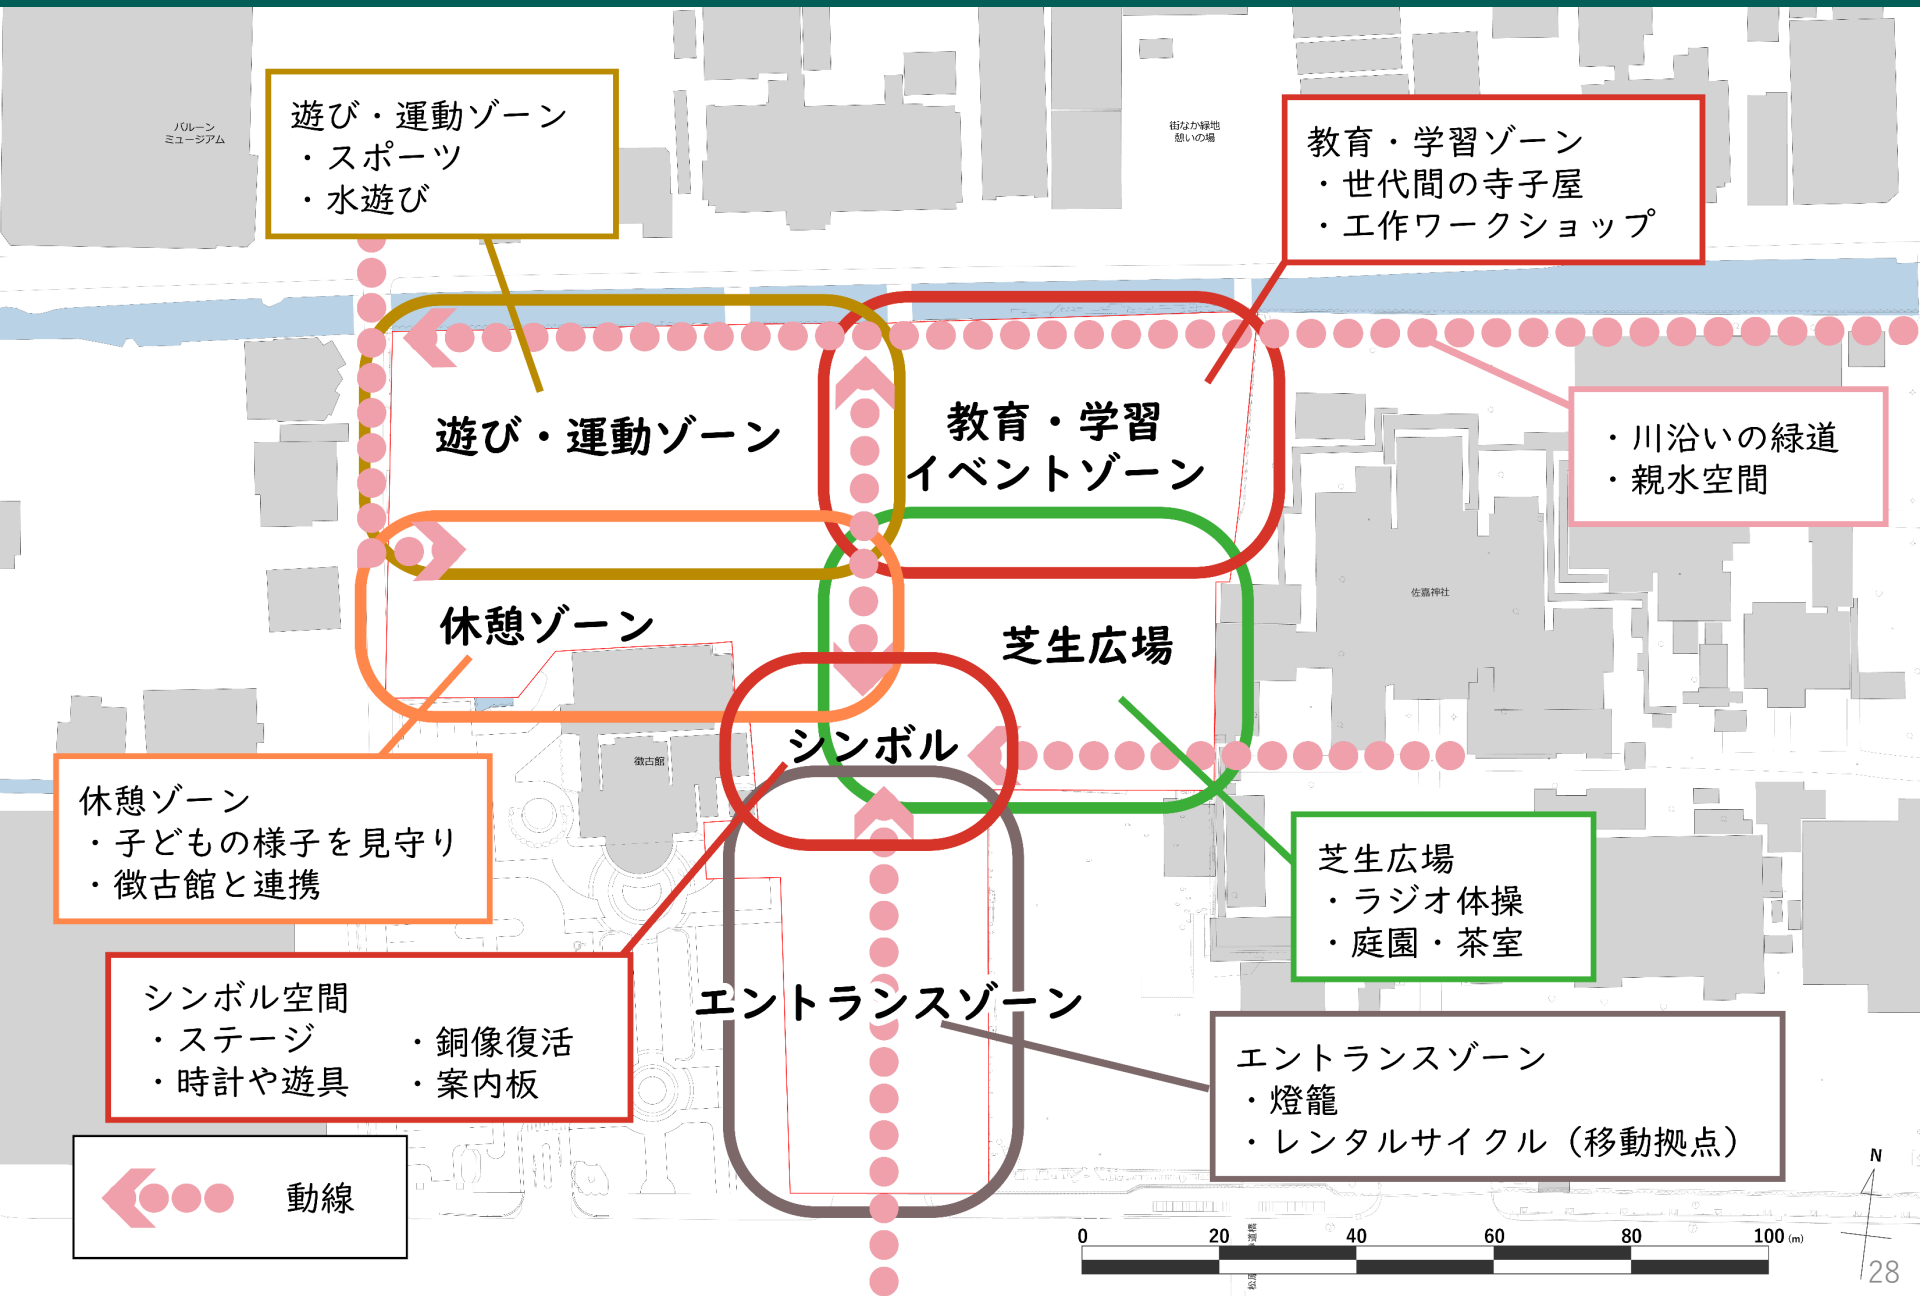 バルーン
ミュージアム
遊び・運動ゾーン
・スポーツ
・水遊び
街なか緑地
憩いの場
教育・学習ゾーン
・世代間の寺子屋
・工作ワークショップ
・川沿いの緑道
・親水空間
遊び・運動ゾーン
教育・学習
イベントゾーン
佐嘉神社
休憩ゾーン
芝生広場
シンボル
徴古館
休憩ゾーン
・子どもの様子を見守り
・徴古館と連携
芝生広場
・ラジオ体操
・庭園・茶室
シンボル空間
・ステージ
・時計や遊具
・銅像復活
・案内板
エントランスゾーン
エントランスゾーン
・燈籠
・レンタルサイクル（移動拠点）
動線
N
0 20 40 60 80 100 (m)
28